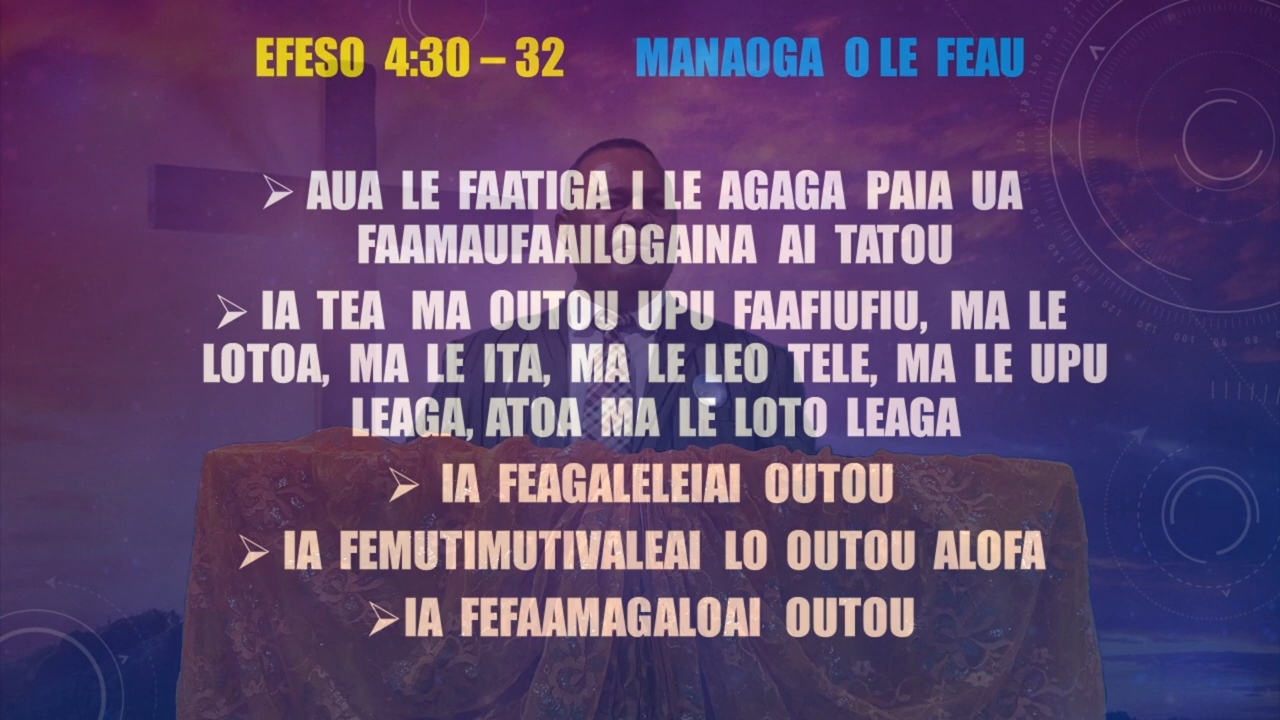 EFESO 4:30 – 32 MANAOGA O LE FEAU
➢ AUA LE FAATIGA I LE AGAGA PAIA UA
FAAMAUFAAILOGAINA AI TATOU
➢ IA TEA MA OUTOU UPU FAAFIUFIU, MA LE
LOTOA, MA LE ITA, MA LE LEO TELE, MA LE UPU
LEAGA, ATOA MA LE LOTO LEAGA
➢ IA FEAGALELEIAI OUTOU
➢ IA FEMUTIMUTIVALEAI LO OUTOU ALOFA
➢ IA FEFAAMAGALOAI OUTOU